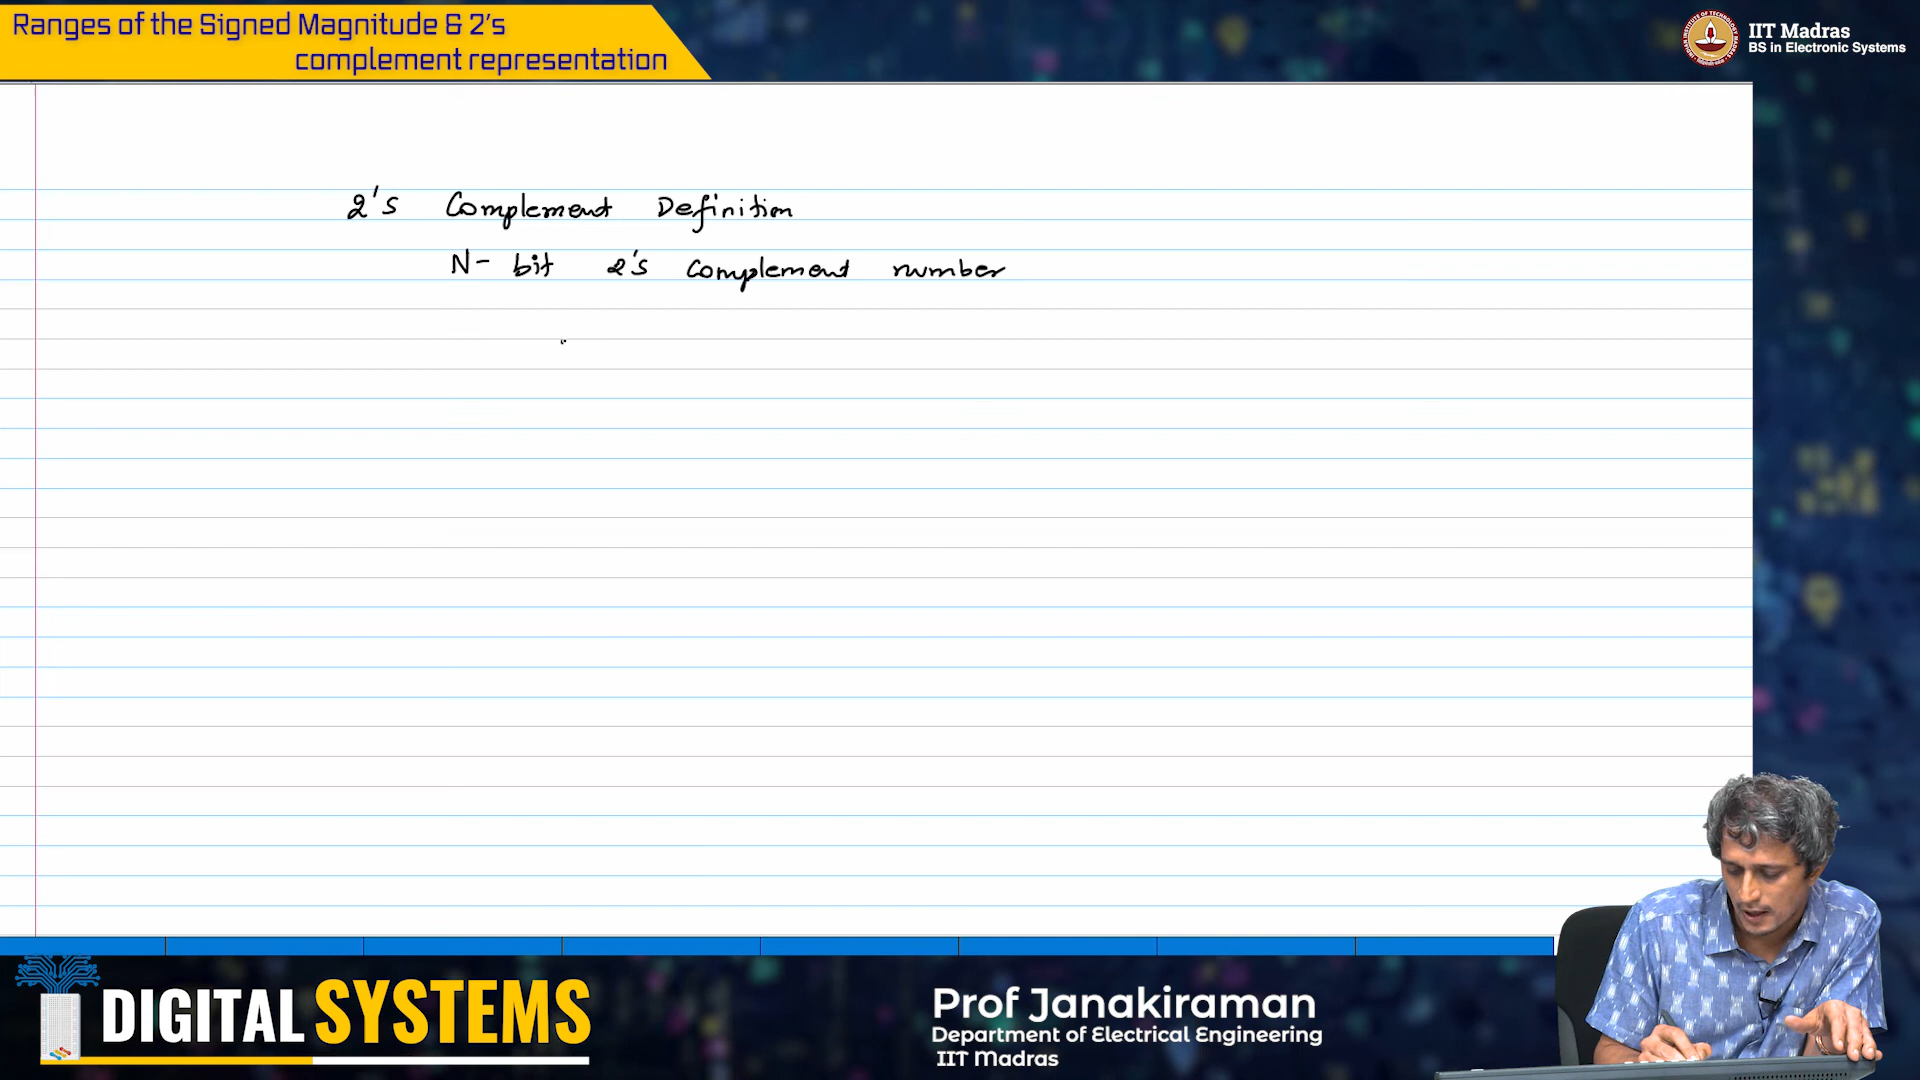 Ranges of the Signed Magnitude & 2's
complement representation
IIT Madras
BS in Electronic Systems
2's Complement Definition
N- bit 2's complement number
DIGITAL SYSTEMS
Prof Janakiraman
Department of Electrical Engineering
IIT Madras